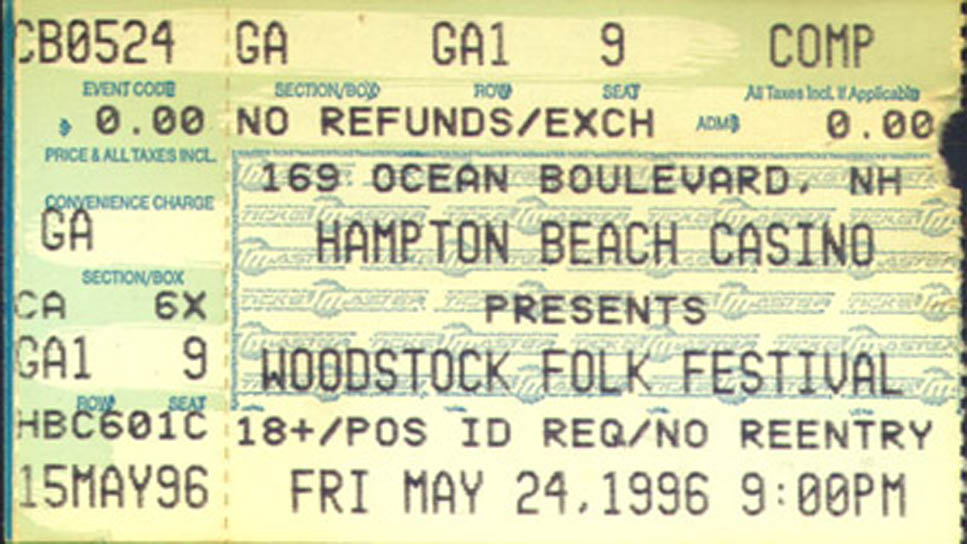 CB0524 GA GA1 9 COMP
EVENT CODE SECTION/BOX ROW SEAT All Taxes Incl. If Applicable
$ 0.00 NO REFUNDS/EXCH ADM$ 0.00
PRICE & ALL TAXES INCL.
169 OCEAN BOULEVARD, NH
CONVENIENCE CHARGE
GA HAMPTON BEACH CASINO
SECTION/BOX
CA 6X PRESENTS
GA1 9 WOODSTOCK FOLK FESTIVAL
ROW SEAT
HBC601C 18+/POS ID REQ/NO REENTRY
15MAY96 FRI MAY 24,1996 9:00PM